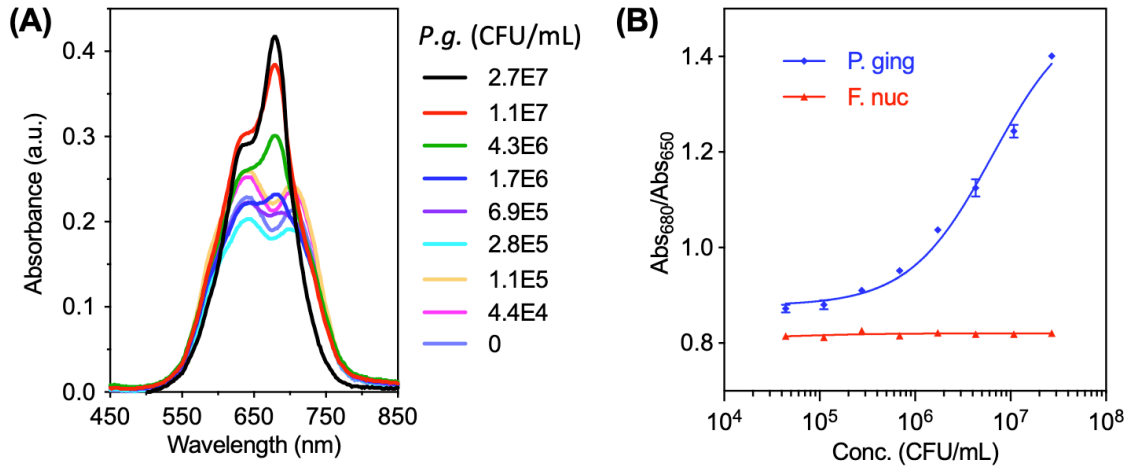 (A)
Absorbance (a.u.)
0.4
0.3
0.2
0.1
0.0
450 550 650 750 850
Wavelength (nm)
P.g. (CFU/mL)
2.7E7
1.1E7
4.3E6
1.7E6
6.9E5
2.8E5
1.1E5
4.4E4
0
(B)
Abs680/Abs650
1.4
1.2
1.0
0.8
P. ging
F. nuc
10⁴ 10⁵ 10⁶ 10⁷ 10⁸
Conc. (CFU/mL)